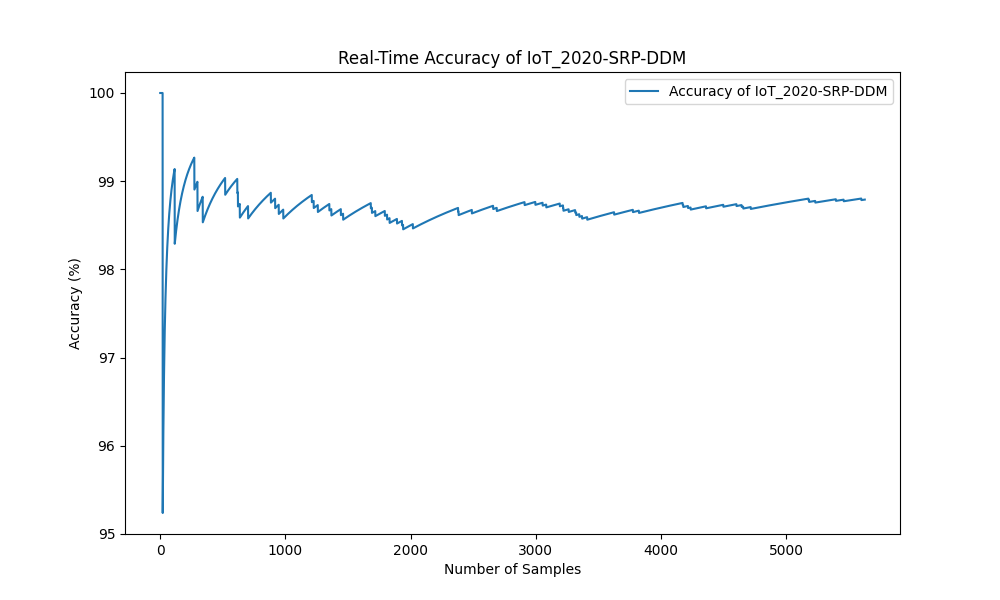 Real-Time Accuracy of IoT_2020-SRP-DDM
Accuracy of IoT_2020-SRP-DDM
100
99
98
97
96
95
Accuracy (%)
0 1000 2000 3000 4000 5000
Number of Samples